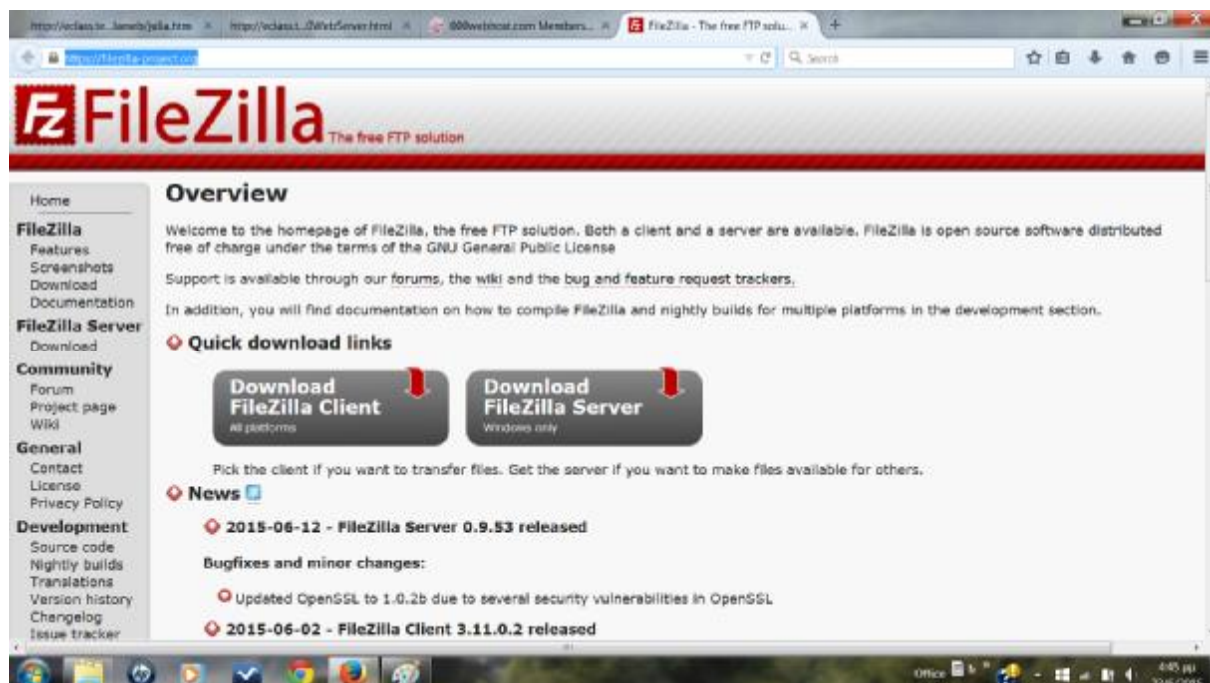 FileZilla - The free FTP solu...
Search
FileZilla The free FTP solution
Home
FileZilla
Features
Screenshots
Download
Documentation
FileZilla Server
Download
Community
Forum
Project page
Wiki
General
Contact
License
Privacy Policy
Development
Source code
Nightly builds
Translations
Version history
Changelog
Issue tracker
Overview
Welcome to the homepage of FileZilla, the free FTP solution. Both a client and a server are available. FileZilla is open source software distributed
free of charge under the terms of the GNU General Public License
Support is available through our forums, the wiki and the bug and feature request trackers.
In addition, you will find documentation on how to compile FileZilla and nightly builds for multiple platforms in the development section.
Quick download links
Download
FileZilla Client
All platforms
Download
FileZilla Server
Windows only
Pick the client if you want to transfer files. Get the server if you want to make files available for others.
News
2015-06-12 - FileZilla Server 0.9.53 released
Bugfixes and minor changes:
Updated OpenSSL to 1.0.2b due to several security vulnerabilities in OpenSSL
2015-06-02 - FileZilla Client 3.11.0.2 released
Office
4:45 μμ